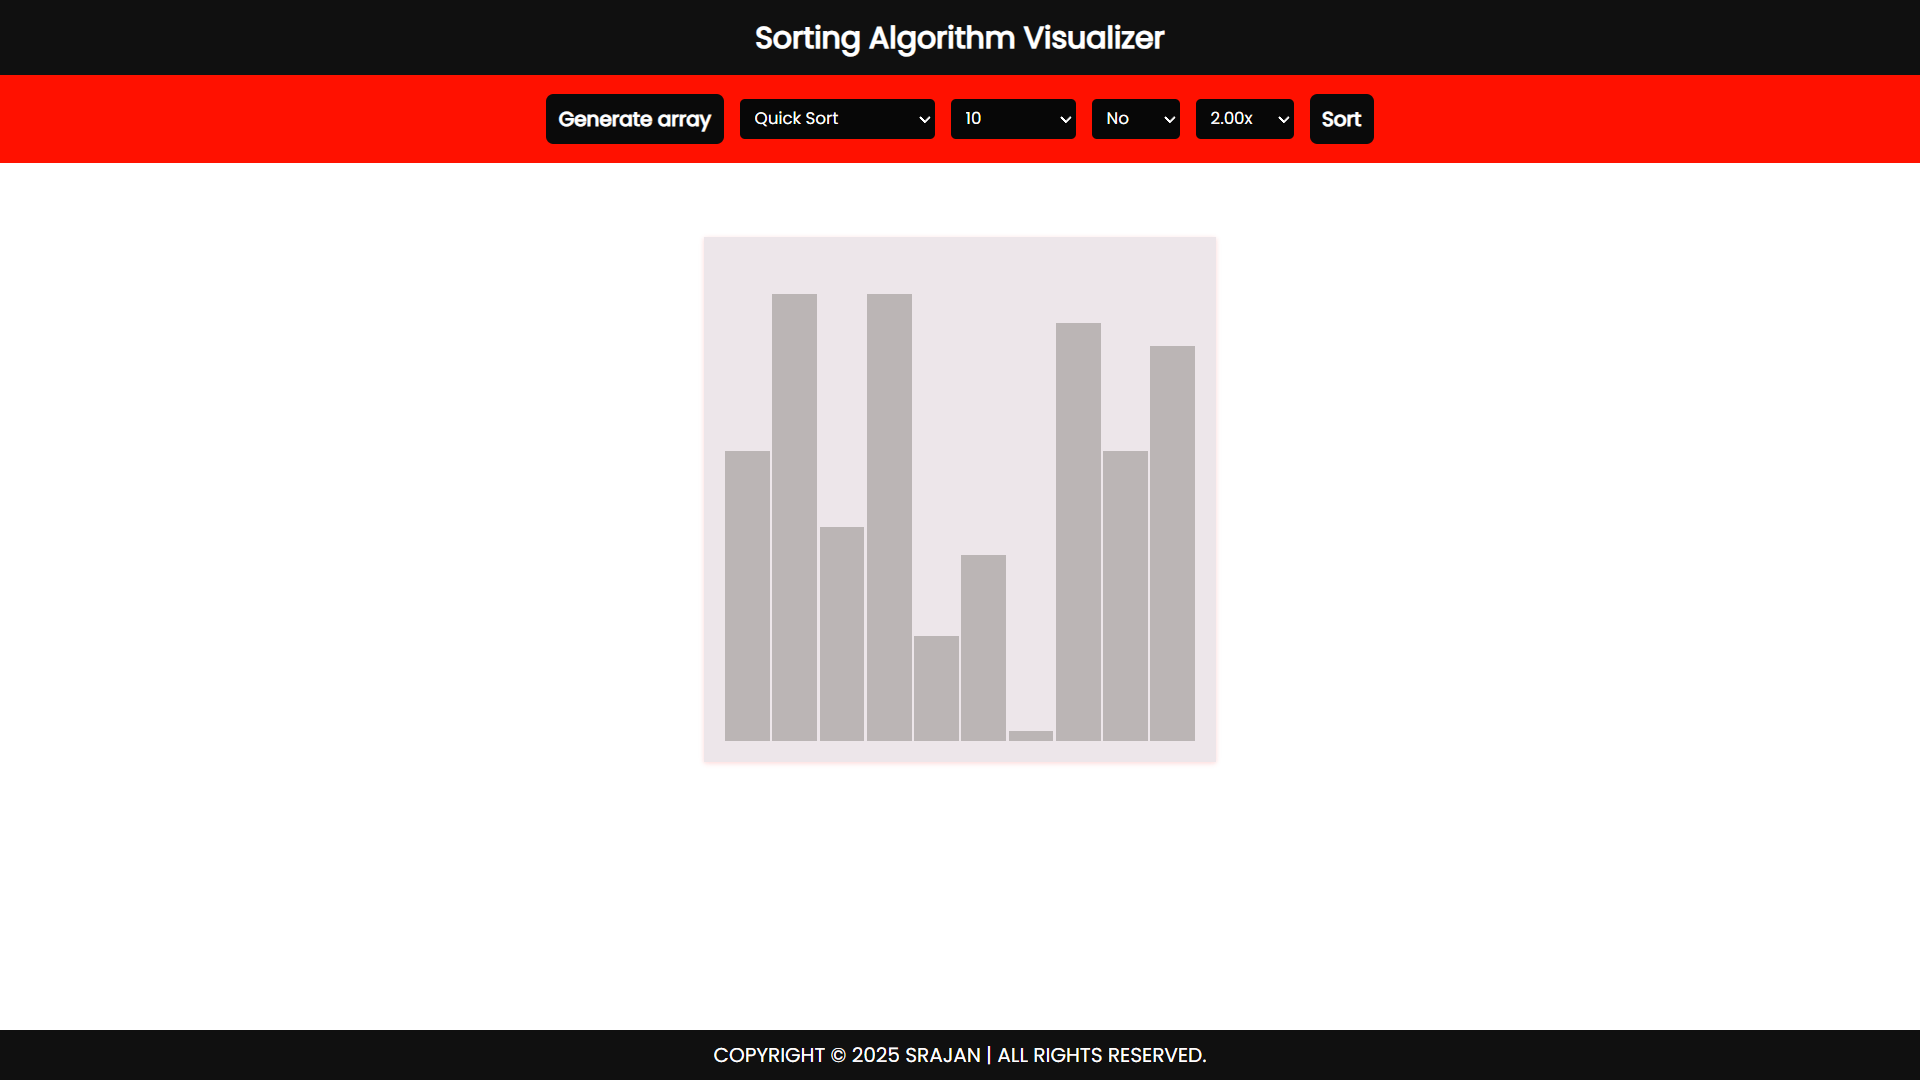 Sorting Algorithm Visualizer
Generate array Quick Sort 10 No 2.00x Sort
COPYRIGHT © 2025 SRAJAN | ALL RIGHTS RESERVED.